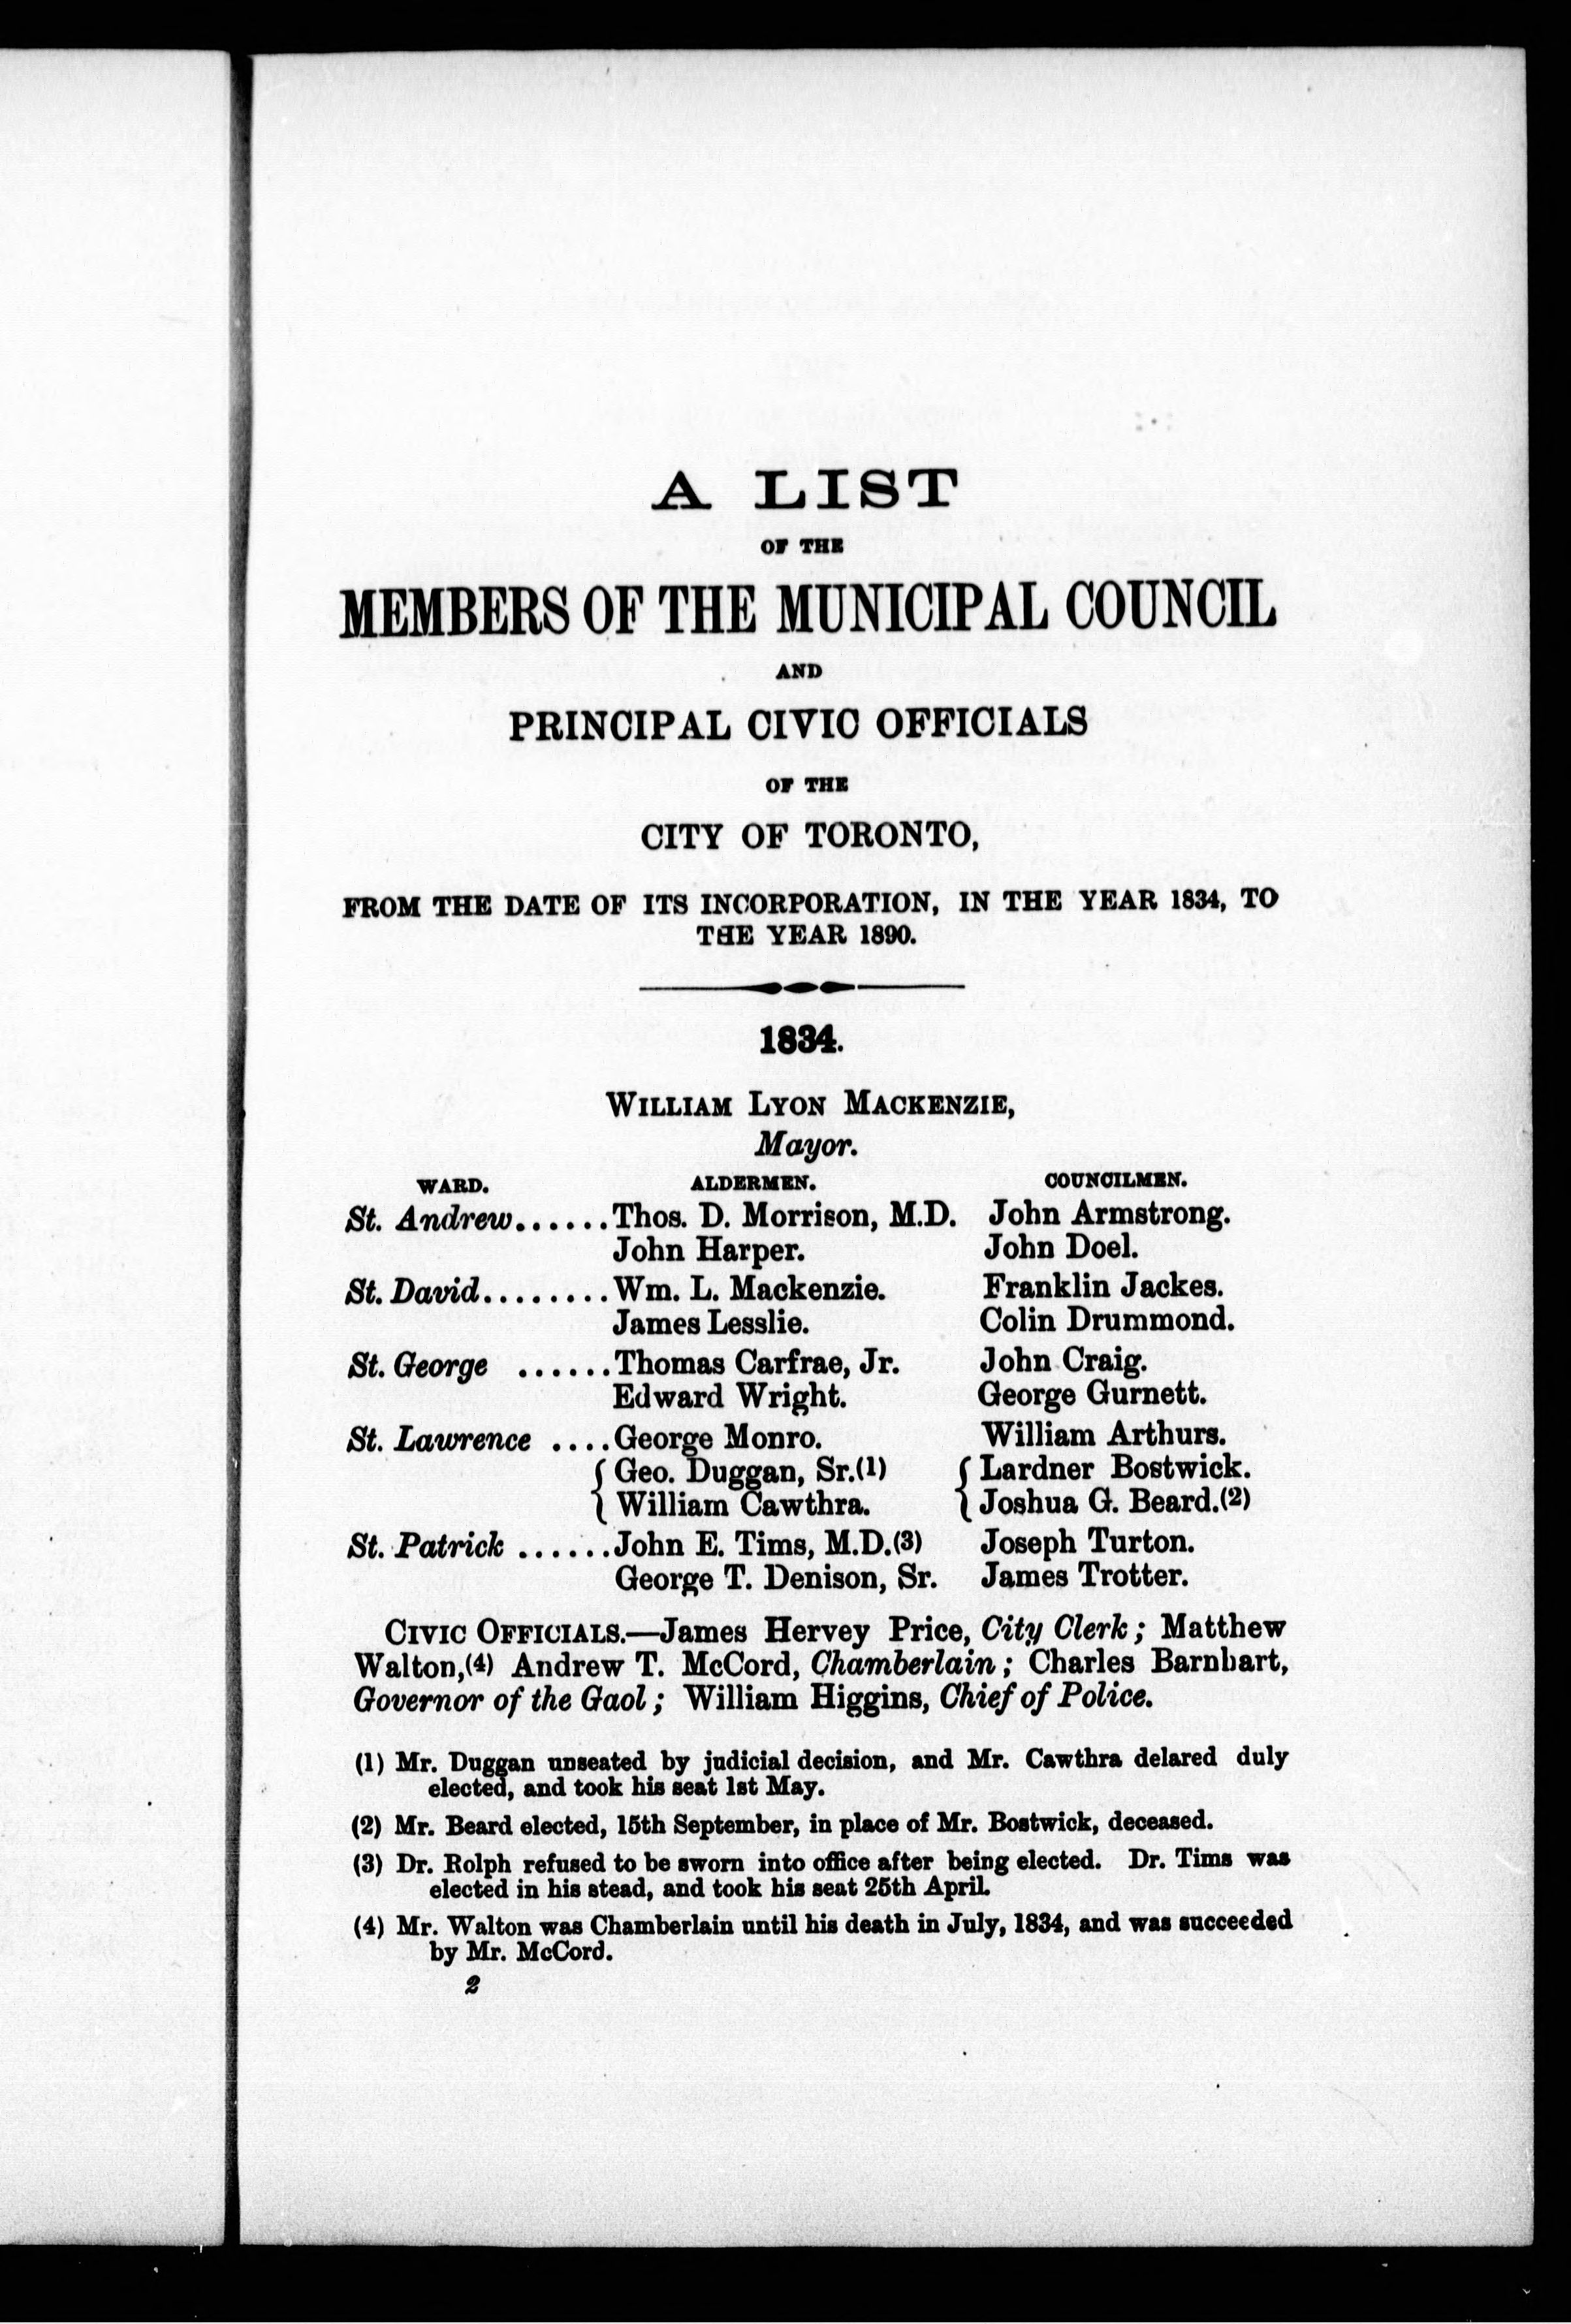 A LIST
OF THE
MEMBERS OF THE MUNICIPAL COUNCIL
AND
PRINCIPAL CIVIC OFFICIALS
OF THE
CITY OF TORONTO,
FROM THE DATE OF ITS INCORPORATION, IN THE YEAR 1834, TO
THE YEAR 1890.
1834.
WILLIAM LYON MACKENZIE,
Mayor.
WARD. ALDERMEN. COUNCILMEN.
St. Andrew......Thos. D. Morrison, M.D. John Armstrong.
John Harper. John Doel.
St. David........Wm. L. Mackenzie. Franklin Jackes.
James Lesslie. Colin Drummond.
St. George ......Thomas Carfrae, Jr. John Craig.
Edward Wright. George Gurnett.
St. Lawrence ....George Monro. William Arthurs.
{ Geo. Duggan, Sr.(1) { Lardner Bostwick.
William Cawthra. Joshua G. Beard.(2)
St. Patrick ......John E. Tims, M.D.(3) Joseph Turton.
George T. Denison, Sr. James Trotter.
CIVIC OFFICIALS.—James Hervey Price, City Clerk; Matthew
Walton,(4) Andrew T. McCord, Chamberlain; Charles Barnhart,
Governor of the Gaol; William Higgins, Chief of Police.
(1) Mr. Duggan unseated by judicial decision, and Mr. Cawthra delared duly
elected, and took his seat 1st May.
(2) Mr. Beard elected, 15th September, in place of Mr. Bostwick, deceased.
(3) Dr. Rolph refused to be sworn into office after being elected. Dr. Tims was
elected in his stead, and took his seat 25th April.
(4) Mr. Walton was Chamberlain until his death in July, 1834, and was succeeded
by Mr. McCord.
2